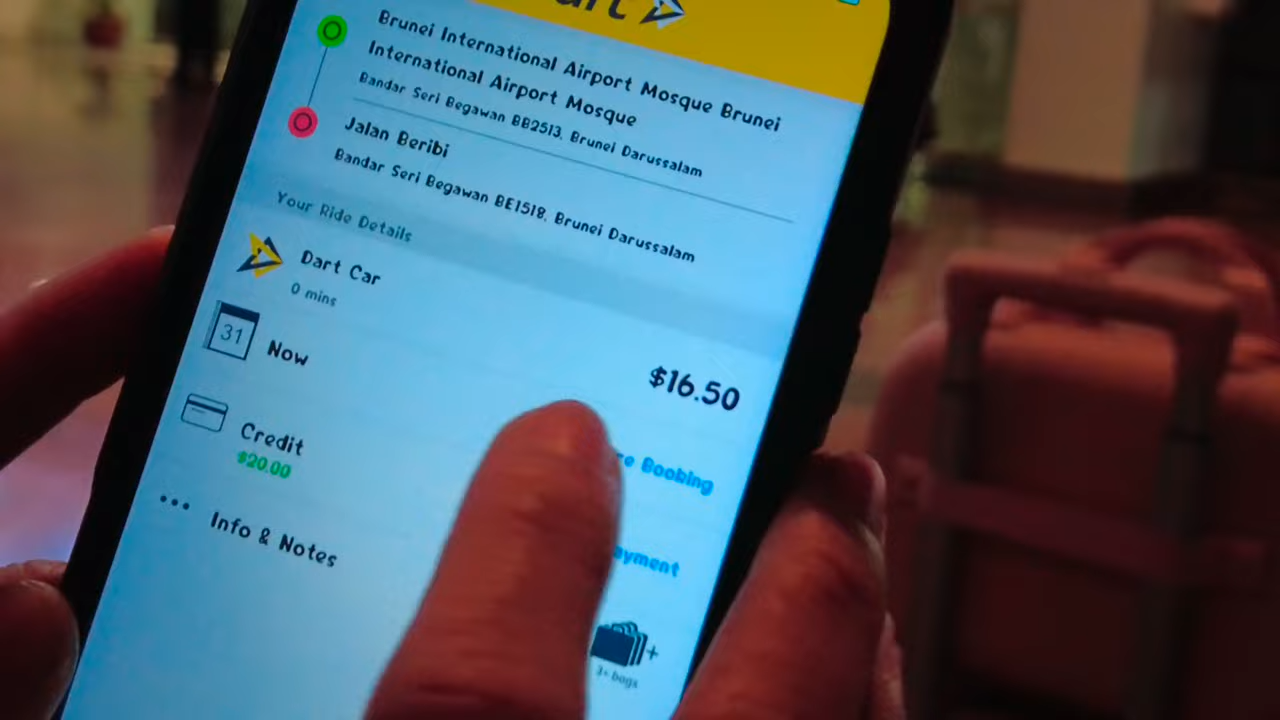 art
Brunei International Airport Mosque Brunei
International Airport Mosque
Bandar Seri Begawan BB2513, Brunei Darussalam
Jalan Beribi
Bandar Seri Begawan BE1518, Brunei Darussalam
Your Ride Details
Dart Car
0 mins
$16.50
31
Now
Booking
Credit
$20.00
ayment
Info & Notes
3+ bags